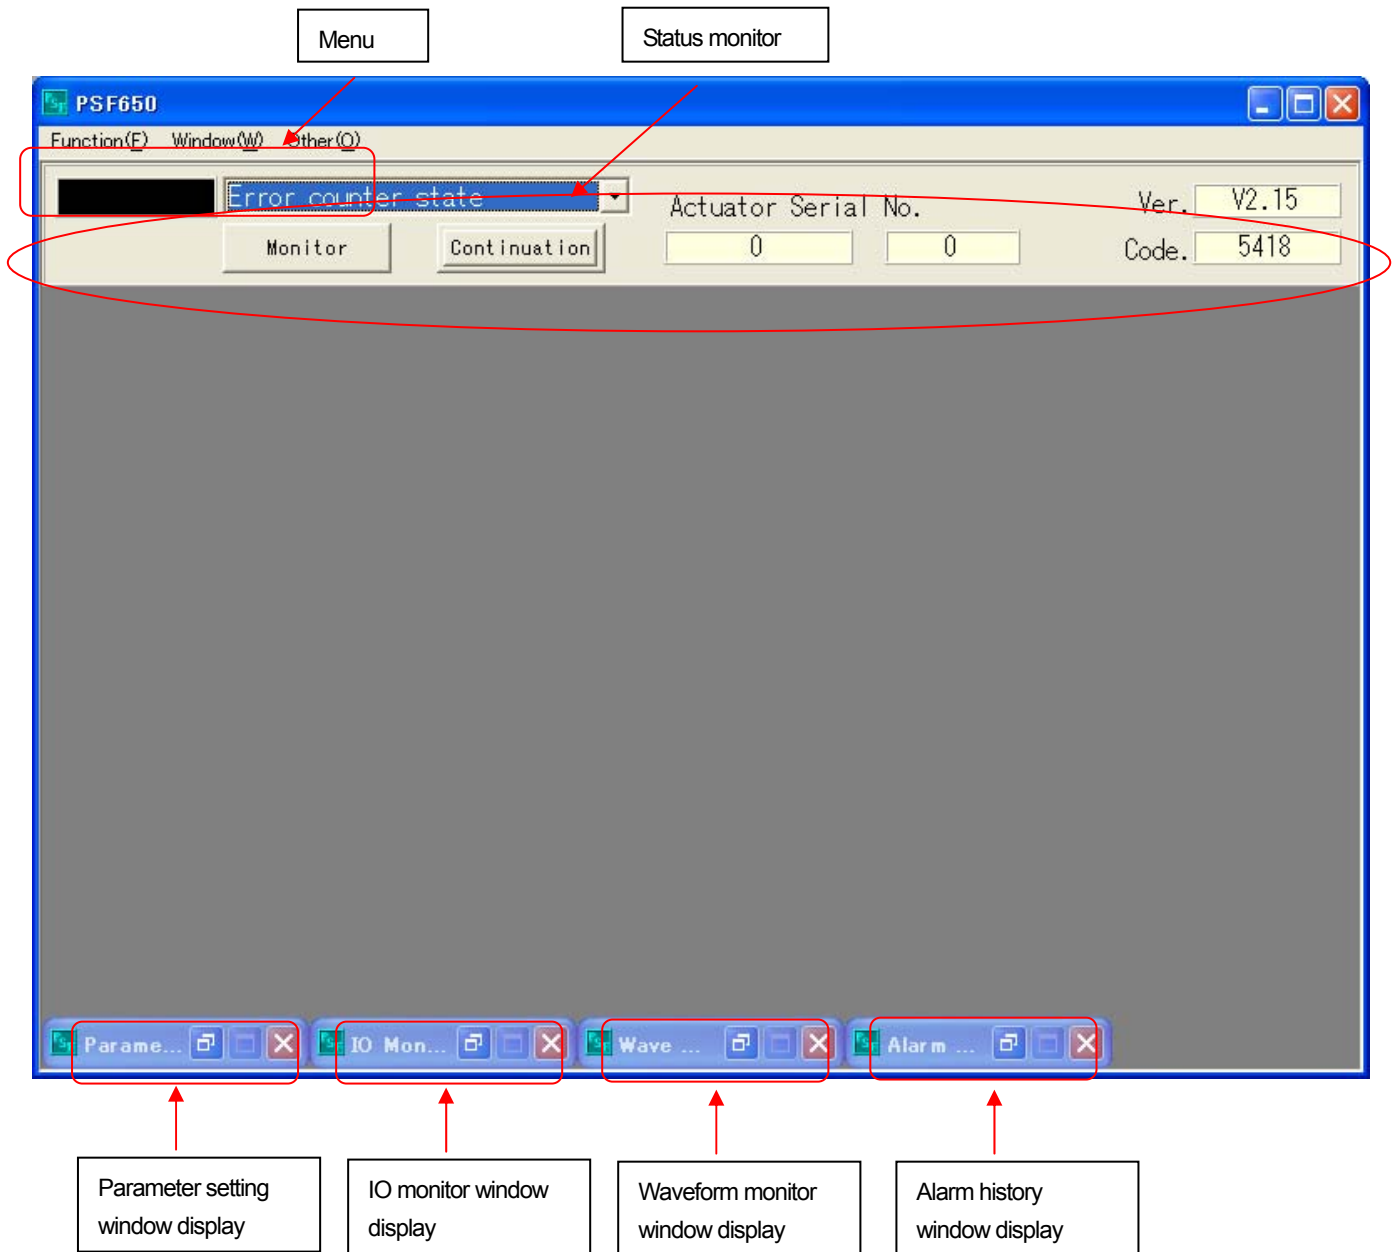 Menu
Status monitor
PSF650
Function(F) Window(W) Other(O)
Error counter state
Actuator Serial No.
Ver. V2.15
Monitor
Continuation
0
0
Code. 5418
Parame...
IO Mon...
Wave ...
Alarm ...
Parameter setting
window display
IO monitor window
display
Waveform monitor
window display
Alarm history
window display